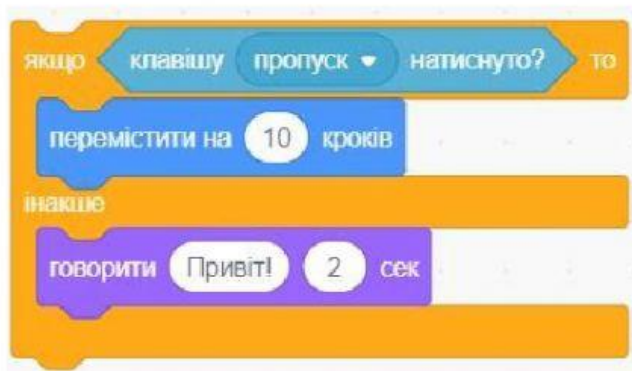 якщо клавішу пропуск натиснуто? то
перемістити на 10 кроків
інакше
говорити Привіт! 2 сек